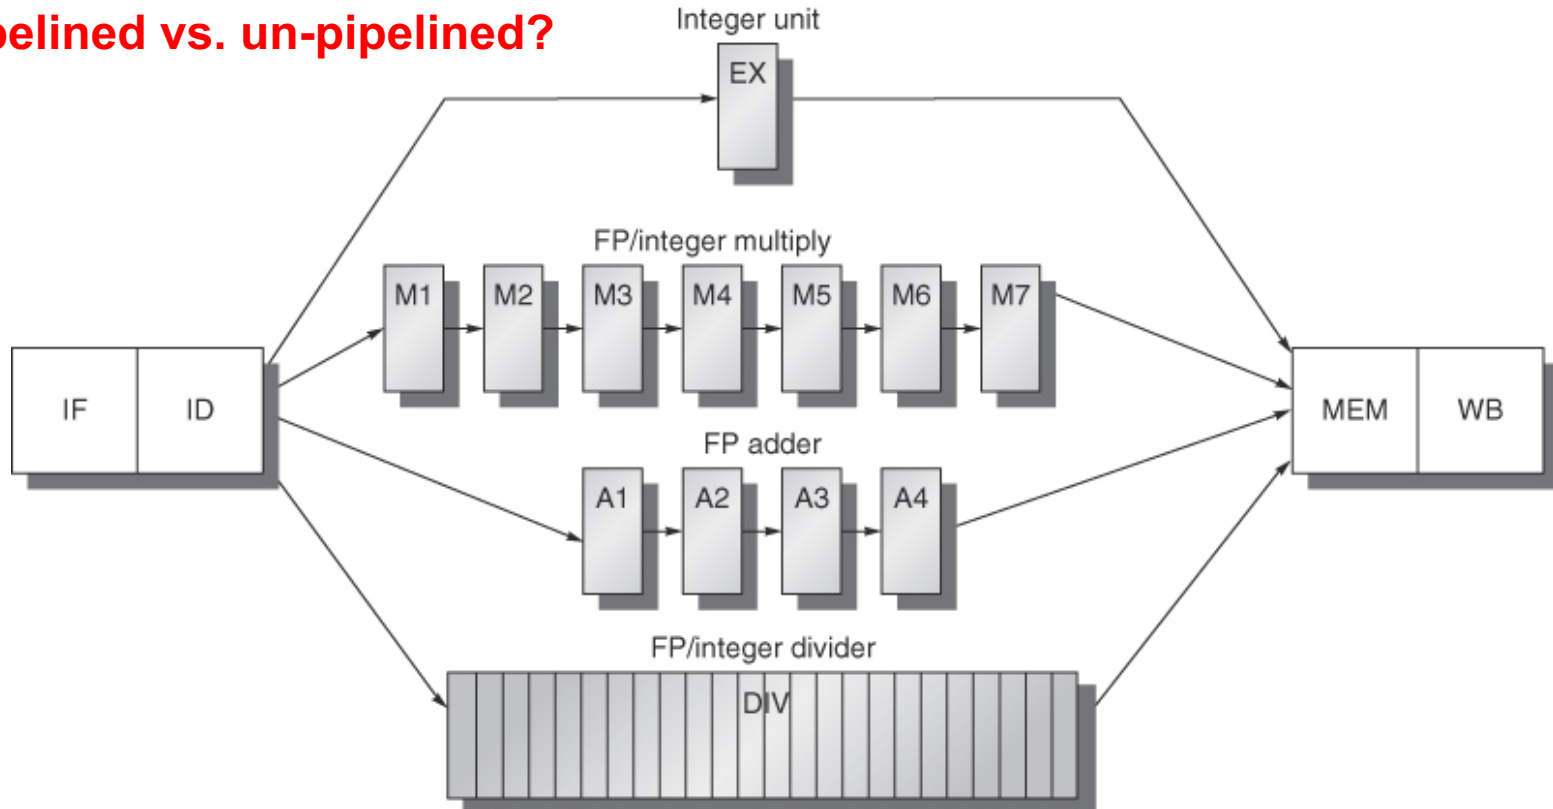 pelined vs. un-pipelined?
Integer unit
EX
FP/integer multiply
M1 M2 M3 M4 M5 M6 M7
IF ID
MEM WB
FP adder
A1 A2 A3 A4
FP/integer divider
DIV